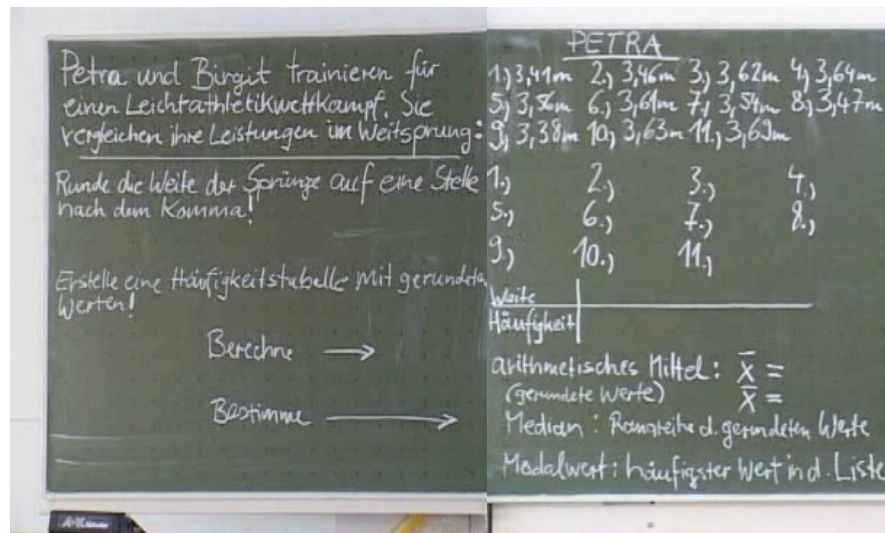 Petra und Birgit trainieren für
einen Leichtathletikwettkampf. Sie
vergleichen ihre Leistungen im Weitsprung:
Runde die Weite der Sprünge auf eine Stelle
nach dem Komma!
Erstelle eine Häufigkeitstabelle mit gerundeten
Werten!
Berechne →
Bestimme →
PETRA
1.) 3,41m 2.) 3,46m 3.) 3,62m 4.) 3,64m
5.) 3,56m 6.) 3,61m 7.) 3,54m 8.) 3,47m
9.) 3,38m 10.) 3,63m 11.) 3,69m
1.) 2.) 3.) 4.)
5.) 6.) 7.) 8.)
9.) 10.) 11.)
Weite
Häufigkeit
arithmetisches Mittel: x̄ =
(gerundete Werte) x̄ =
Median: Rangreihe d. gerundeten Werte
Modalwert: häufigster Wert in d. Liste